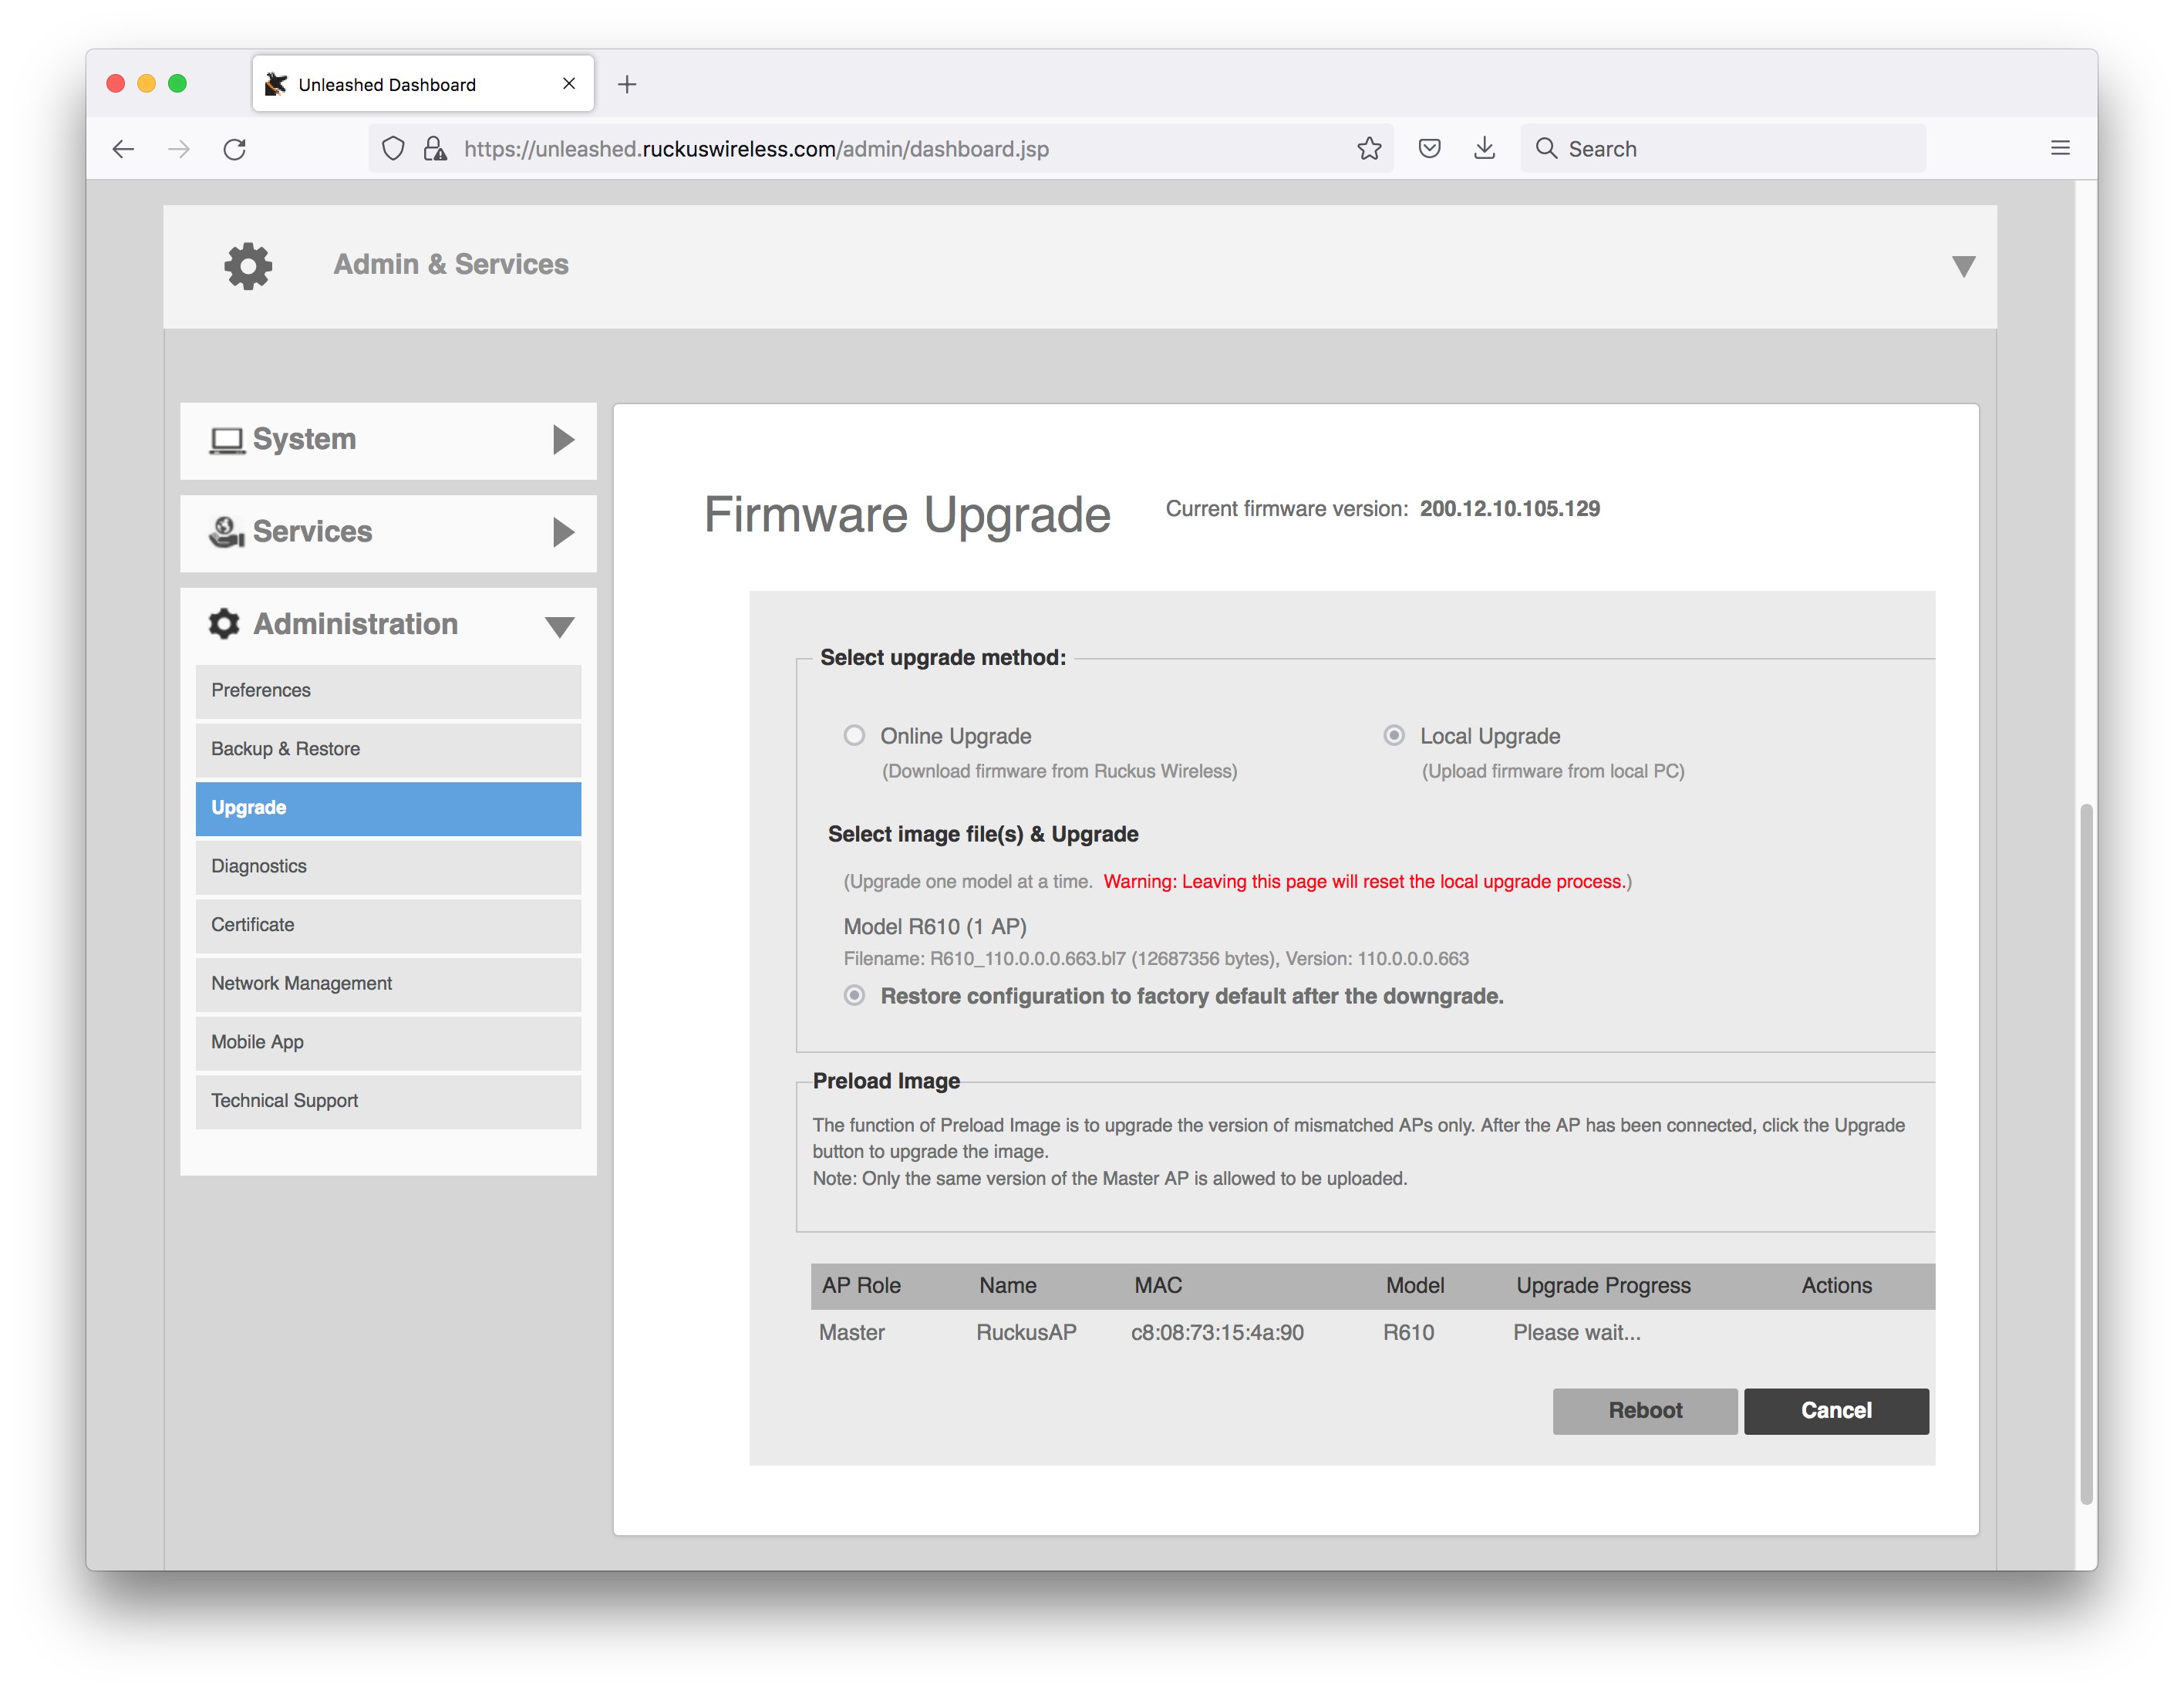 Unleashed Dashboard
https://unleashed.ruckuswireless.com/admin/dashboard.jsp
Search
Admin & Services
System
Services
Administration
Preferences
Backup & Restore
Upgrade
Diagnostics
Certificate
Network Management
Mobile App
Technical Support
Firmware Upgrade
Current firmware version: 200.12.10.105.129
Select upgrade method:
Online Upgrade
(Download firmware from Ruckus Wireless)
Local Upgrade
(Upload firmware from local PC)
Select image file(s) & Upgrade
(Upgrade one model at a time. Warning: Leaving this page will reset the local upgrade process.)
Model R610 (1 AP)
Filename: R610_110.0.0.0.663.bl7 (12687356 bytes), Version: 110.0.0.0.663
Restore configuration to factory default after the downgrade.
Preload Image
The function of Preload Image is to upgrade the version of mismatched APs only. After the AP has been connected, click the Upgrade
button to upgrade the image.
Note: Only the same version of the Master AP is allowed to be uploaded.
AP Role Name MAC Model Upgrade Progress Actions
Master RuckusAP c8:08:73:15:4a:90 R610 Please wait...
Reboot Cancel